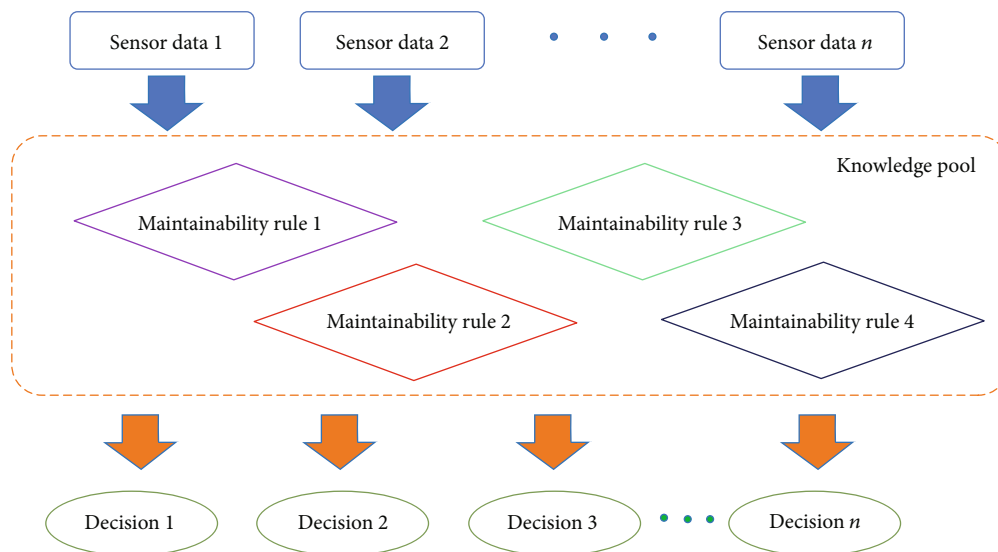 Sensor data 1
Sensor data 2
Sensor data n
Knowledge pool
Maintainability rule 1
Maintainability rule 3
Maintainability rule 2
Maintainability rule 4
Decision 1
Decision 2
Decision 3
Decision n